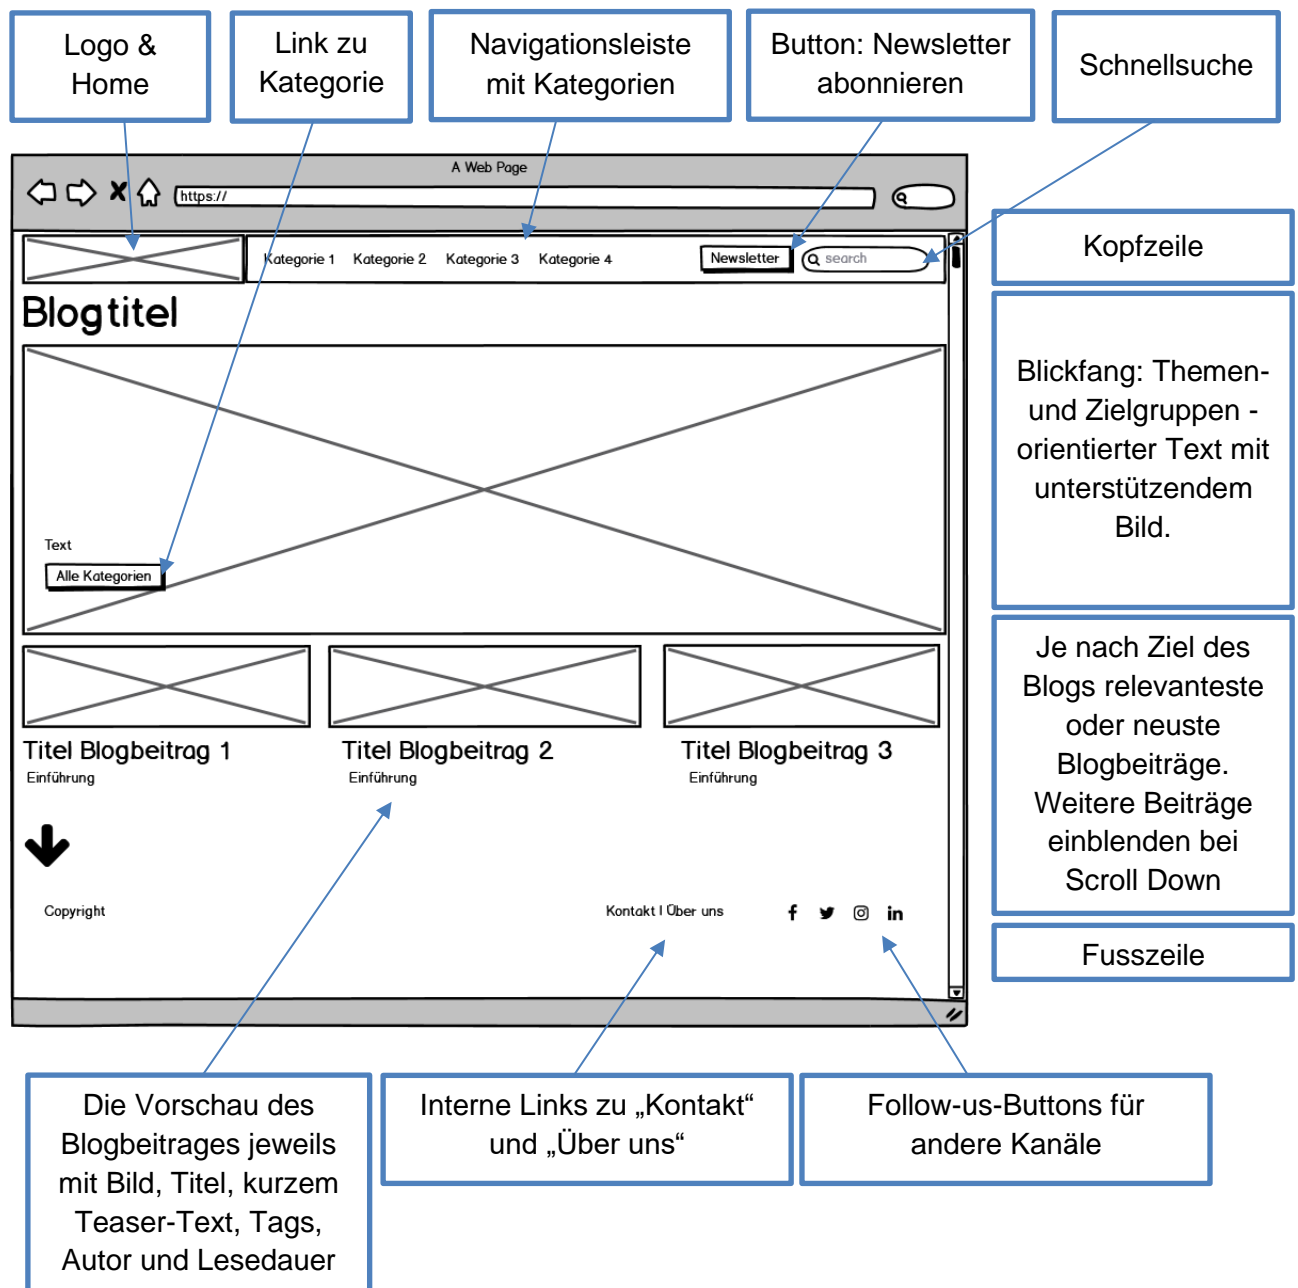 Logo &
Home
Link zu
Kategorie
Navigationsleiste
mit Kategorien
Button: Newsletter
abonnieren
Schnellsuche
A Web Page
https://
Kategorie 1 Kategorie 2 Kategorie 3 Kategorie 4
Newsletter
search
Kopfzeile
Blogtitel
Blickfang: Themen-
und Zielgruppen -
orientierter Text mit
unterstützendem
Bild.
Text
Alle Kategorien
Titel Blogbeitrag 1
Einführung
Titel Blogbeitrag 2
Einführung
Titel Blogbeitrag 3
Einführung
Je nach Ziel des
Blogs relevanteste
oder neuste
Blogbeiträge.
Weitere Beiträge
einblenden bei
Scroll Down
Copyright
Kontakt | Über uns
f
in
Fusszeile
Die Vorschau des
Blogbeitrages jeweils
mit Bild, Titel, kurzem
Teaser-Text, Tags,
Autor und Lesedauer
Interne Links zu „Kontakt“
und „Über uns“
Follow-us-Buttons für
andere Kanäle